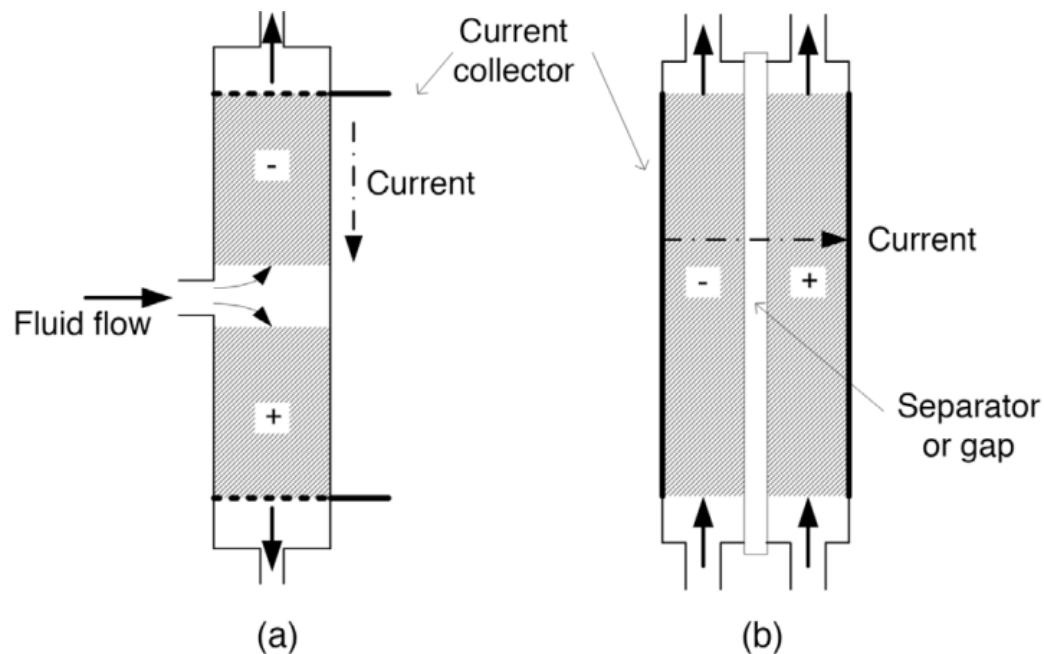 Current
collector
-
Current
Fluid flow
+
Current
-
+
Separator
or gap
(a)
(b)